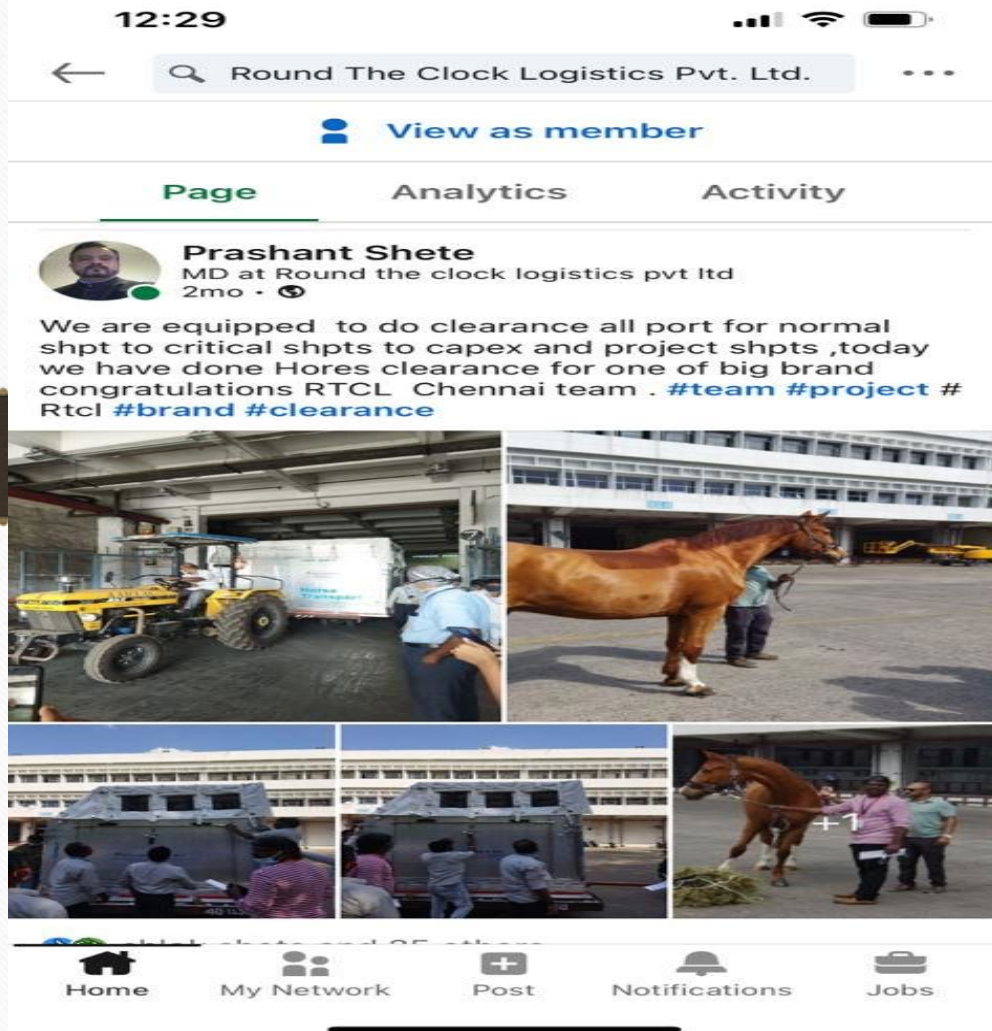 12:29
Round The Clock Logistics Pvt. Ltd.
View as member
Page Analytics Activity
Prashant Shete
MD at Round the clock logistics pvt ltd
2mo •
We are equipped to do clearance all port for normal
shpt to critical shpts to capex and project shpts ,today
we have done Hores clearance for one of big brand
congratulations RTCL Chennai team . #team #project #
Rtcl #brand #clearance
Horse
Transport
+1
Home My Network Post Notifications Jobs